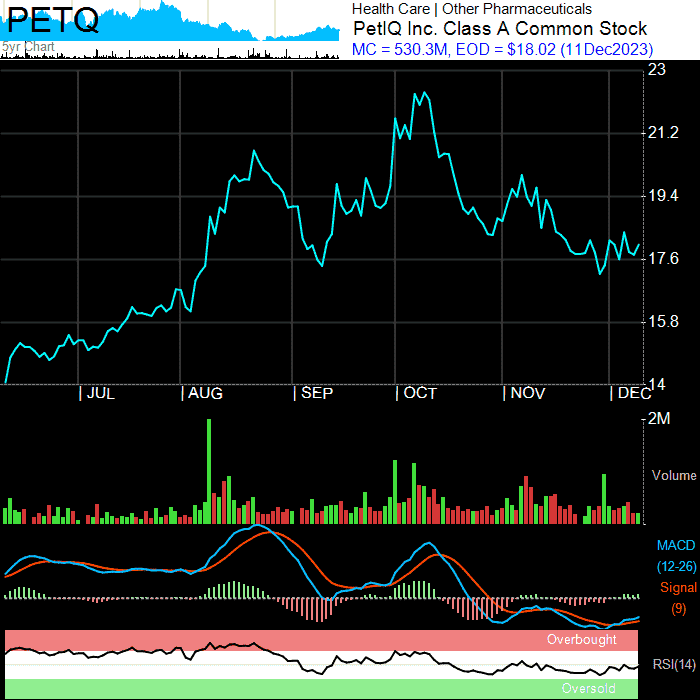 PETQ
5yr Chart
Health Care | Other Pharmaceuticals
PetIQ Inc. Class A Common Stock
MC = 530.3M, EOD = $18.02 (11Dec2023)
23
21.2
19.4
17.6
15.8
14
| JUL | AUG | SEP | OCT | NOV | DEC
2M
Volume
MACD
(12-26)
Signal
(9)
Overbought
RSI(14)
Oversold